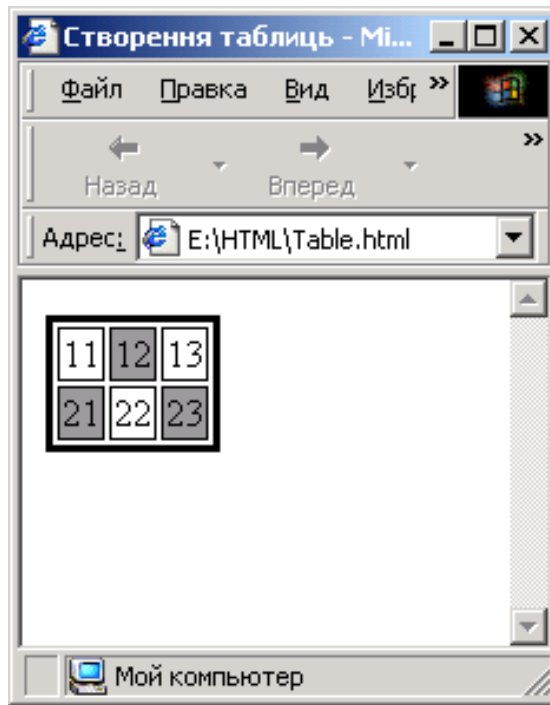 Створення таблиць - Mi...
Файл Правка Вид Избр »
Назад Вперед »
Адрес: E:\HTML\Table.html
11 12 13
21 22 23
Мой компьютер